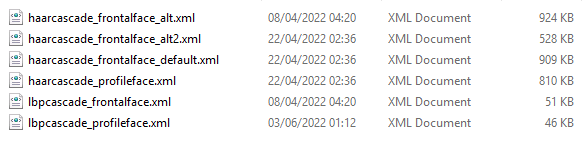 haarcascade_frontalface_alt.xml 08/04/2022 04:20 XML Document 924 KB
haarcascade_frontalface_alt2.xml 22/04/2022 02:36 XML Document 528 KB
haarcascade_frontalface_default.xml 22/04/2022 02:36 XML Document 909 KB
haarcascade_profileface.xml 22/04/2022 02:36 XML Document 810 KB
lbpcascade_frontalface.xml 08/04/2022 04:20 XML Document 51 KB
lbpcascade_profileface.xml 03/06/2022 01:12 XML Document 46 KB